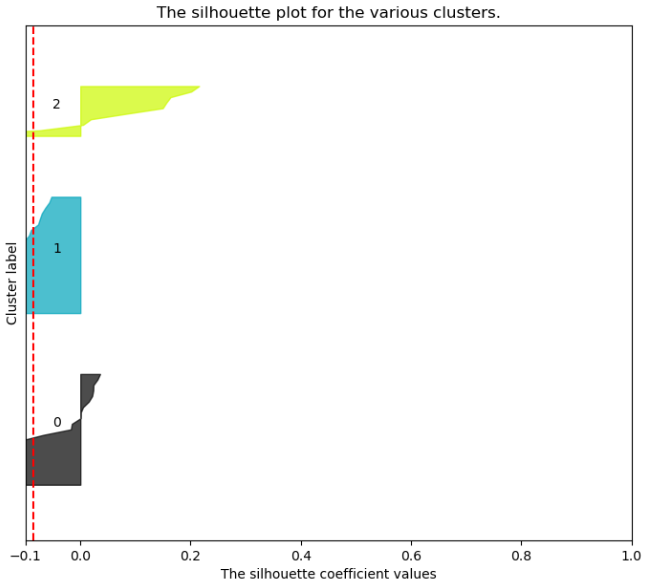 The silhouette plot for the various clusters.
2
1
0
Cluster label
−0.1 0.0 0.2 0.4 0.6 0.8 1.0
The silhouette coefficient values